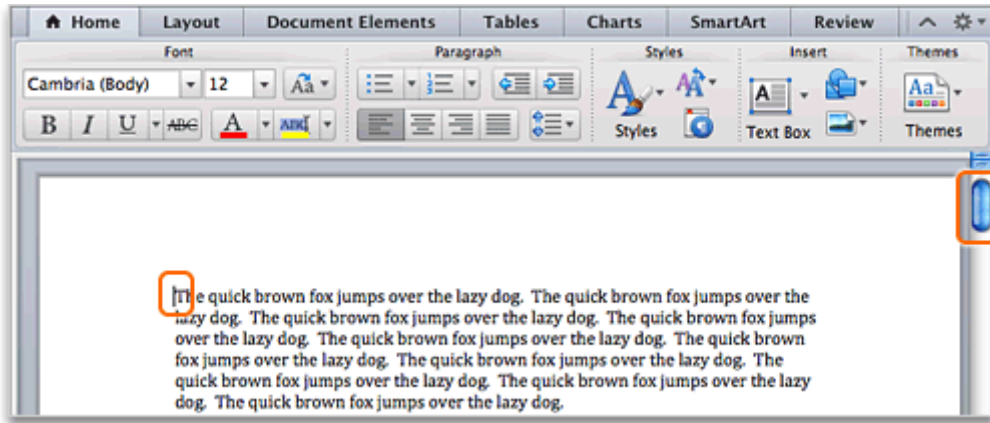 Home Layout Document Elements Tables Charts SmartArt Review
Font Paragraph Styles Insert Themes
Cambria (Body) 12 Aa A A Aa
B I U ABC A ABC Styles Text Box Themes
The quick brown fox jumps over the lazy dog.  The quick brown fox jumps over the
lazy dog.  The quick brown fox jumps over the lazy dog.  The quick brown fox jumps
over the lazy dog.  The quick brown fox jumps over the lazy dog.  The quick brown
fox jumps over the lazy dog.  The quick brown fox jumps over the lazy dog.  The
quick brown fox jumps over the lazy dog.  The quick brown fox jumps over the lazy
dog.  The quick brown fox jumps over the lazy dog.